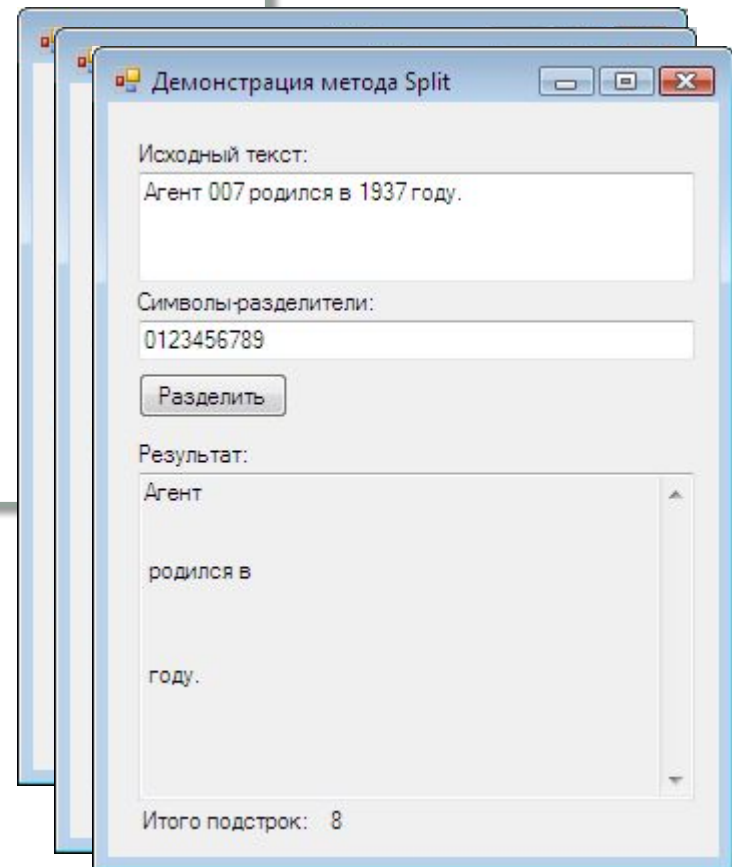 Демонстрация метода Split
Исходный текст:
Агент 007 родился в 1937 году.
Символы-разделители:
0123456789
Разделить
Результат:
Агент
родился в
году.
Итого подстрок: 8